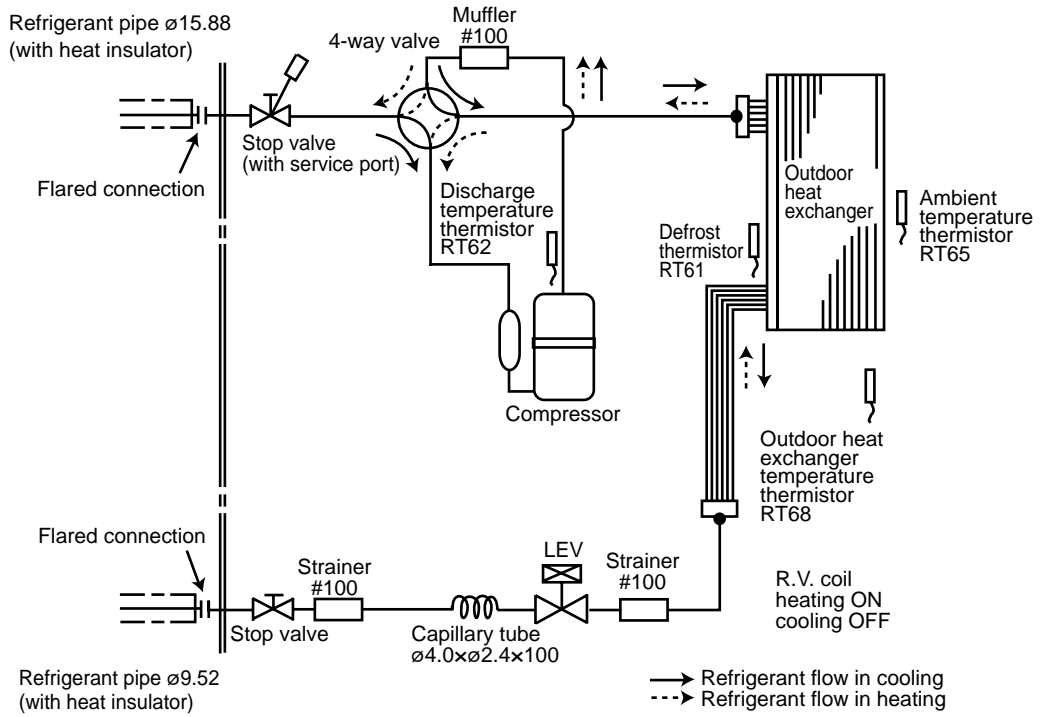 Refrigerant pipe ø15.88
(with heat insulator)
4-way valve
Muffler
#100
Stop valve
(with service port)
Flared connection
Discharge
temperature
thermistor
RT62
Outdoor
heat
exchanger
Ambient
temperature
thermistor
RT65
Defrost
thermistor
RT61
Compressor
Outdoor heat
exchanger
temperature
thermistor
RT68
Flared connection
Strainer
#100
LEV
Strainer
#100
R.V. coil
heating ON
cooling OFF
Stop valve
Capillary tube
ø4.0×ø2.4×100
Refrigerant pipe ø9.52
(with heat insulator)
Refrigerant flow in cooling
Refrigerant flow in heating